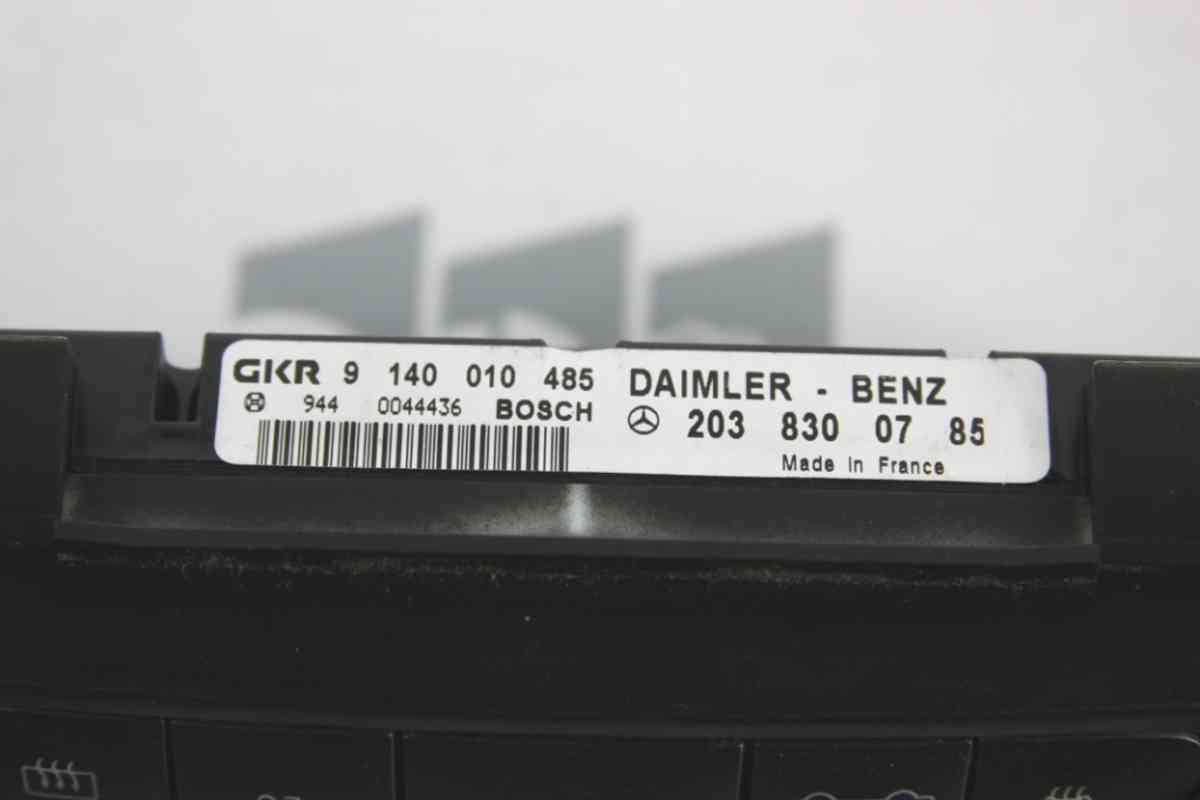 GKR 9 140 010 485
944 0044436 BOSCH
DAIMLER - BENZ
203 830 07 85
Made in France